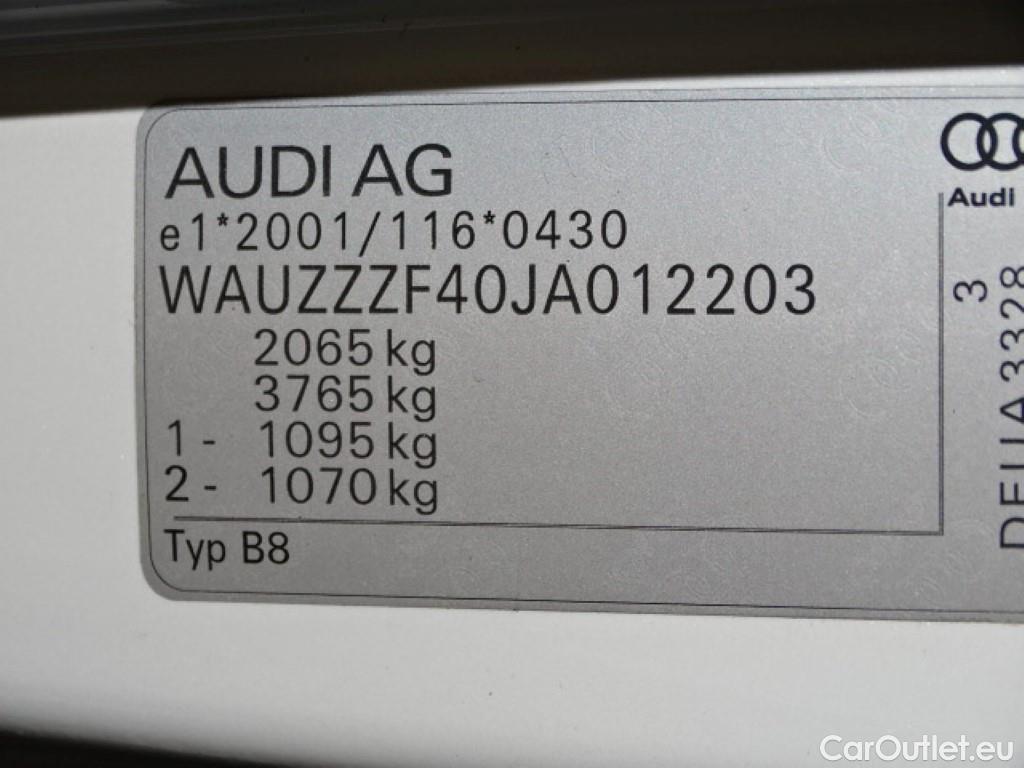 AUDI AG
e1*2001/116*0430
WAUZZZF40JA012203
2065 kg
3765 kg
1 - 1095 kg
2 - 1070 kg
Typ B8
Audi
3
CarOutlet.eu